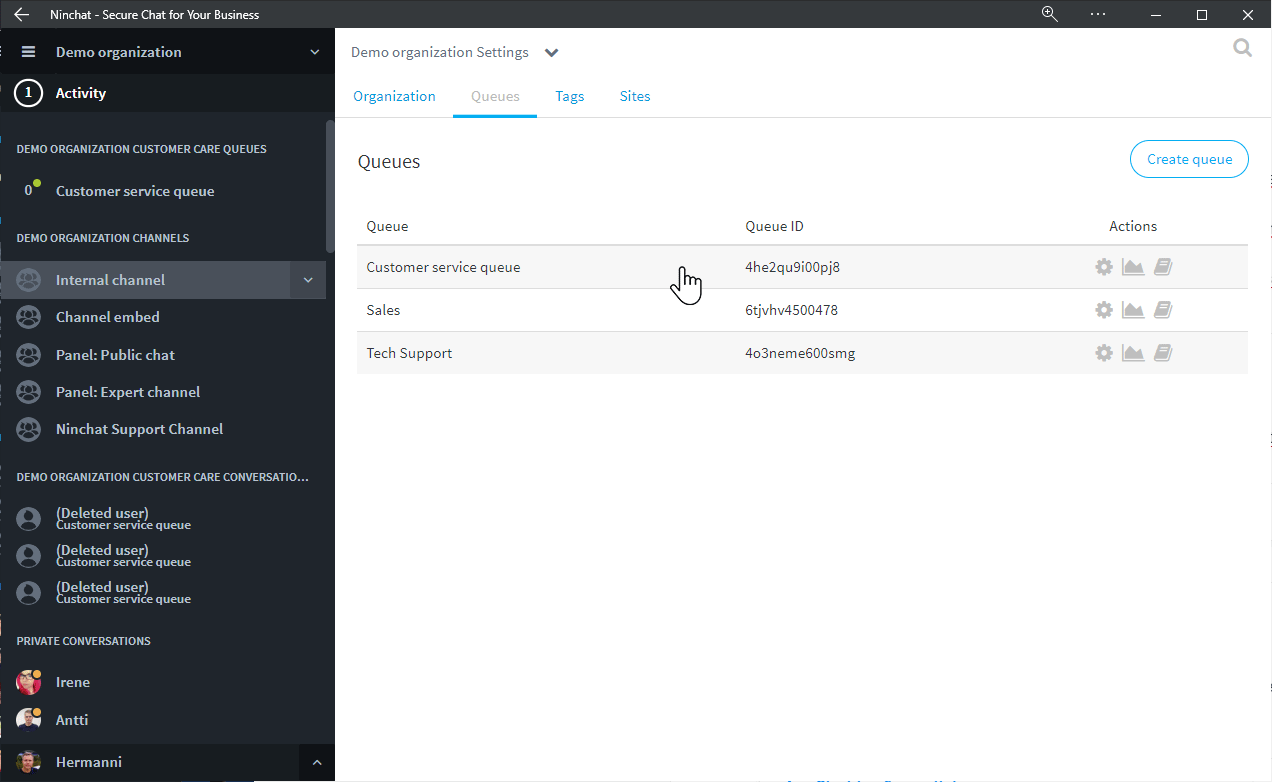 Ninchat - Secure Chat for Your Business
Demo organization
1 Activity
DEMO ORGANIZATION CUSTOMER CARE QUEUES
0 Customer service queue
DEMO ORGANIZATION CHANNELS
Internal channel
Channel embed
Panel: Public chat
Panel: Expert channel
Ninchat Support Channel
DEMO ORGANIZATION CUSTOMER CARE CONVERSATIO...
(Deleted user)
Customer service queue
(Deleted user)
Customer service queue
(Deleted user)
Customer service queue
PRIVATE CONVERSATIONS
Irene
Antti
Hermanni
Demo organization Settings
Organization Queues Tags Sites
Queues
Create queue
Queue Queue ID Actions
Customer service queue 4he2qu9i00pj8
Sales 6tjvhv4500478
Tech Support 4o3neme600smg